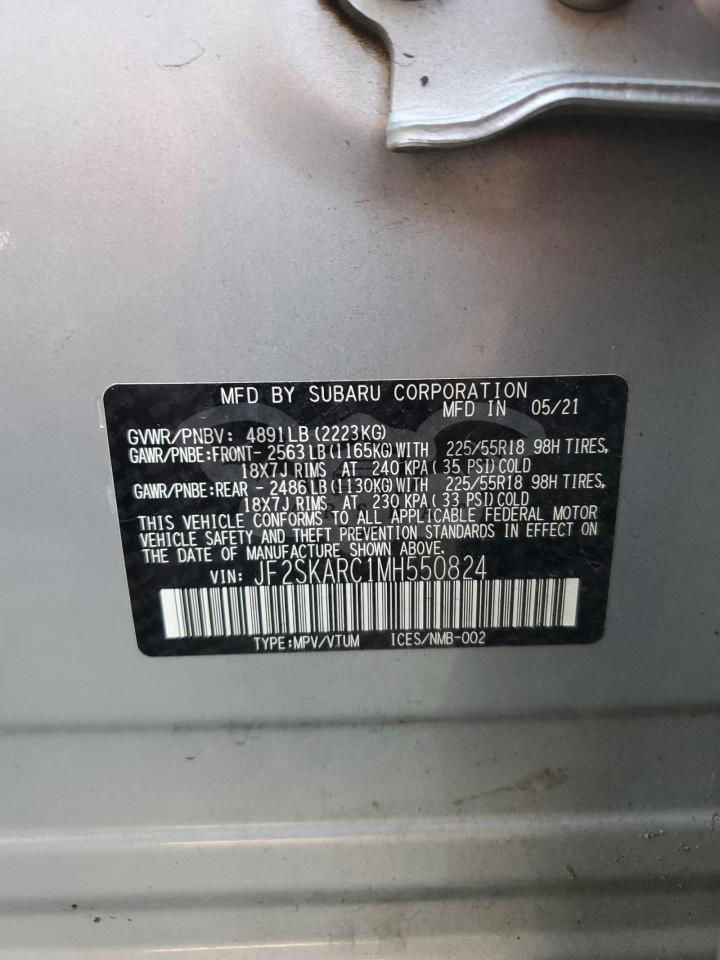 MFD BY SUBARU CORPORATION
MFD IN 05/21
GVWR/PNBV: 4891LB(2223KG)
GAWR/PNBE:FRONT- 2563LB(1165KG)WITH 225/55R18 98H TIRES,
18X7J RIMS AT 240 KPA(35 PSI)COLD
GAWR/PNBE:REAR - 2486LB(1130KG)WITH 225/55R18 98H TIRES,
18X7J RIMS AT 230 KPA(33 PSI)COLD
THIS VEHICLE CONFORMS TO ALL APPLICABLE FEDERAL MOTOR
VEHICLE SAFETY AND THEFT PREVENTION STANDARDS IN EFFECT ON
THE DATE OF MANUFACTURE SHOWN ABOVE.
VIN: JF2SKARC1MH550824
TYPE:MPV/VTUM ICES/NMB-002